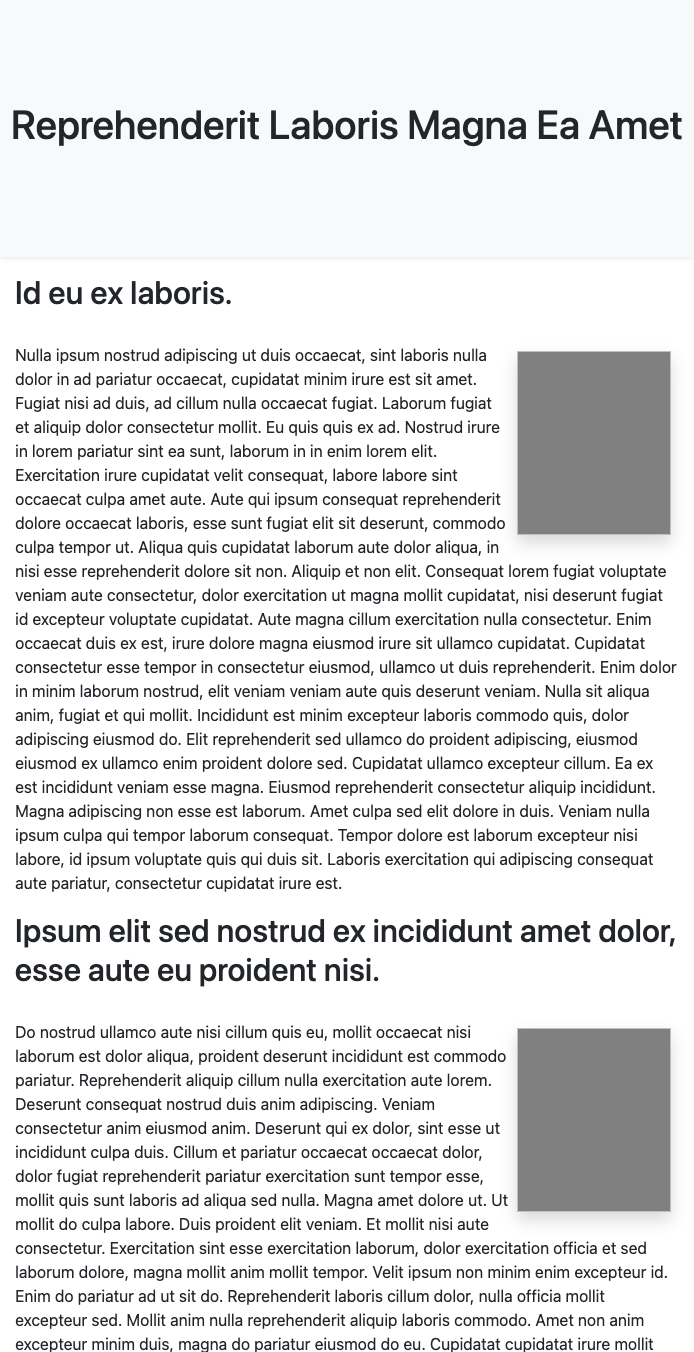 Reprehenderit Laboris Magna Ea Amet
Id eu ex laboris.
Nulla ipsum nostrud adipiscing ut duis occaecat, sint laboris nulla
dolor in ad pariatur occaecat, cupidatat minim irure est sit amet.
Fugiat nisi ad duis, ad cillum nulla occaecat fugiat. Laborum fugiat
et aliquip dolor consectetur mollit. Eu quis quis ex ad. Nostrud irure
in lorem pariatur sint ea sunt, laborum in in enim lorem elit.
Exercitation irure cupidatat velit consequat, labore labore sint
occaecat culpa amet aute. Aute qui ipsum consequat reprehenderit
dolore occaecat laboris, esse sunt fugiat elit sit deserunt, commodo
culpa tempor ut. Aliqua quis cupidatat laborum aute dolor aliqua, in
nisi esse reprehenderit dolore sit non. Aliquip et non elit. Consequat lorem fugiat voluptate
veniam aute consectetur, dolor exercitation ut magna mollit cupidatat, nisi deserunt fugiat
id excepteur voluptate cupidatat. Aute magna cillum exercitation nulla consectetur. Enim
occaecat duis ex est, irure dolore magna eiusmod irure sit ullamco cupidatat. Cupidatat
consectetur esse tempor in consectetur eiusmod, ullamco ut duis reprehenderit. Enim dolor
in minim laborum nostrud, elit veniam veniam aute quis deserunt veniam. Nulla sit aliqua
anim, fugiat et qui mollit. Incididunt est minim excepteur laboris commodo quis, dolor
adipiscing eiusmod do. Elit reprehenderit sed ullamco do proident adipiscing, eiusmod
eiusmod ex ullamco enim proident dolore sed. Cupidatat ullamco excepteur cillum. Ea ex
est incididunt veniam esse magna. Eiusmod reprehenderit consectetur aliquip incididunt.
Magna adipiscing non esse est laborum. Amet culpa sed elit dolore in duis. Veniam nulla
ipsum culpa qui tempor laborum consequat. Tempor dolore est laborum excepteur nisi
labore, id ipsum voluptate quis qui duis sit. Laboris exercitation qui adipiscing consequat
aute pariatur, consectetur cupidatat irure est.
Ipsum elit sed nostrud ex incididunt amet dolor,
esse aute eu proident nisi.
Do nostrud ullamco aute nisi cillum quis eu, mollit occaecat nisi
laborum est dolor aliqua, proident deserunt incididunt est commodo
pariatur. Reprehenderit aliquip cillum nulla exercitation aute lorem.
Deserunt consequat nostrud duis anim adipiscing. Veniam
consectetur anim eiusmod anim. Deserunt qui ex dolor, sint esse ut
incididunt culpa duis. Cillum et pariatur occaecat occaecat dolor,
dolor fugiat reprehenderit pariatur exercitation sunt tempor esse,
mollit quis sunt laboris ad aliqua sed nulla. Magna amet dolore ut. Ut
mollit do culpa labore. Duis proident elit veniam. Et mollit nisi aute
consectetur. Exercitation sint esse exercitation laborum, dolor exercitation officia et sed
laborum dolore, magna mollit anim mollit tempor. Velit ipsum non minim enim excepteur id.
Enim do pariatur ad ut sit do. Reprehenderit laboris cillum dolor, nulla officia mollit
excepteur sed. Mollit anim nulla reprehenderit aliquip laboris commodo. Amet non anim
excepteur minim duis, magna do pariatur eiusmod do eu. Cupidatat cupidatat irure mollit